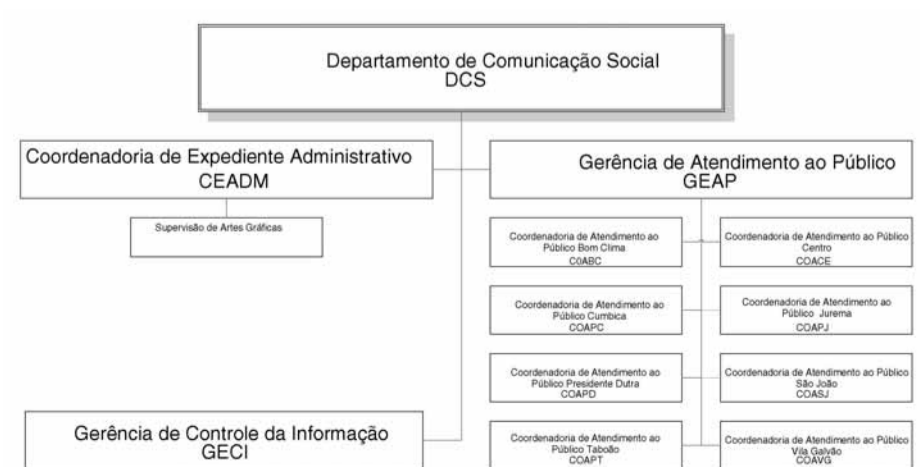 Departamento de Comunicação Social
DCS
Coordenadoria de Expediente Administrativo
CEADM
Gerência de Atendimento ao Público
GEAP
Supervisão de Artes Gráficas
Coordenadoria de Atendimento ao
Público Bom Clima
C0ABC
Coordenadoria de Atendimento ao Público
Centro
COACE
Coordenadoria de Atendimento ao
Público Cumbica
COAPC
Coordenadoria de Atendimento ao
Público Jurema
COAPJ
Coordenadoria de Atendimento ao
Público Presidente Dutra
COAPD
Coordenadoria de Atendimento ao Público
São João
COASJ
Gerência de Controle da Informação
GECI
Coordenadoria de Atendimento ao
Público Taboão
COAPT
Coordenadoria de Atendimento ao Público
Vila Galvão
COAVG